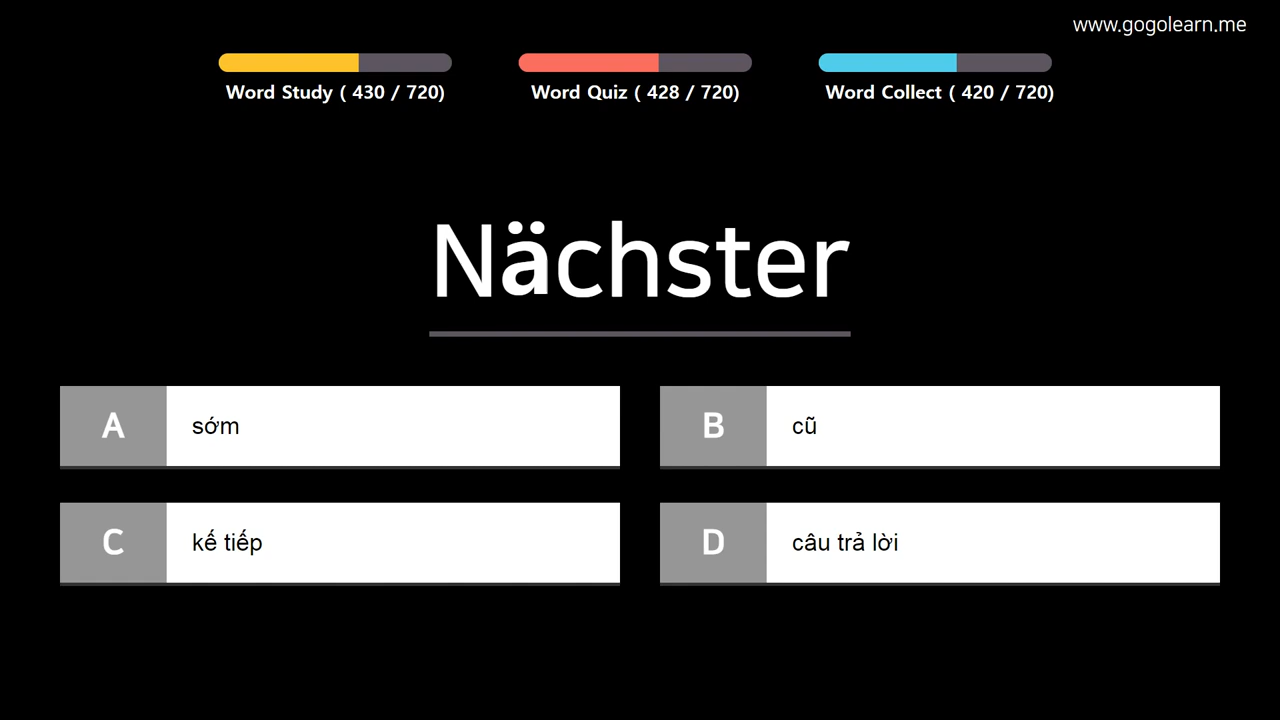 www.gogolearn.me
Word Study ( 430 / 720)
Word Quiz ( 428 / 720)
Word Collect ( 420 / 720)
Nächster
A
sớm
B
cũ
C
kế tiếp
D
câu trả lời